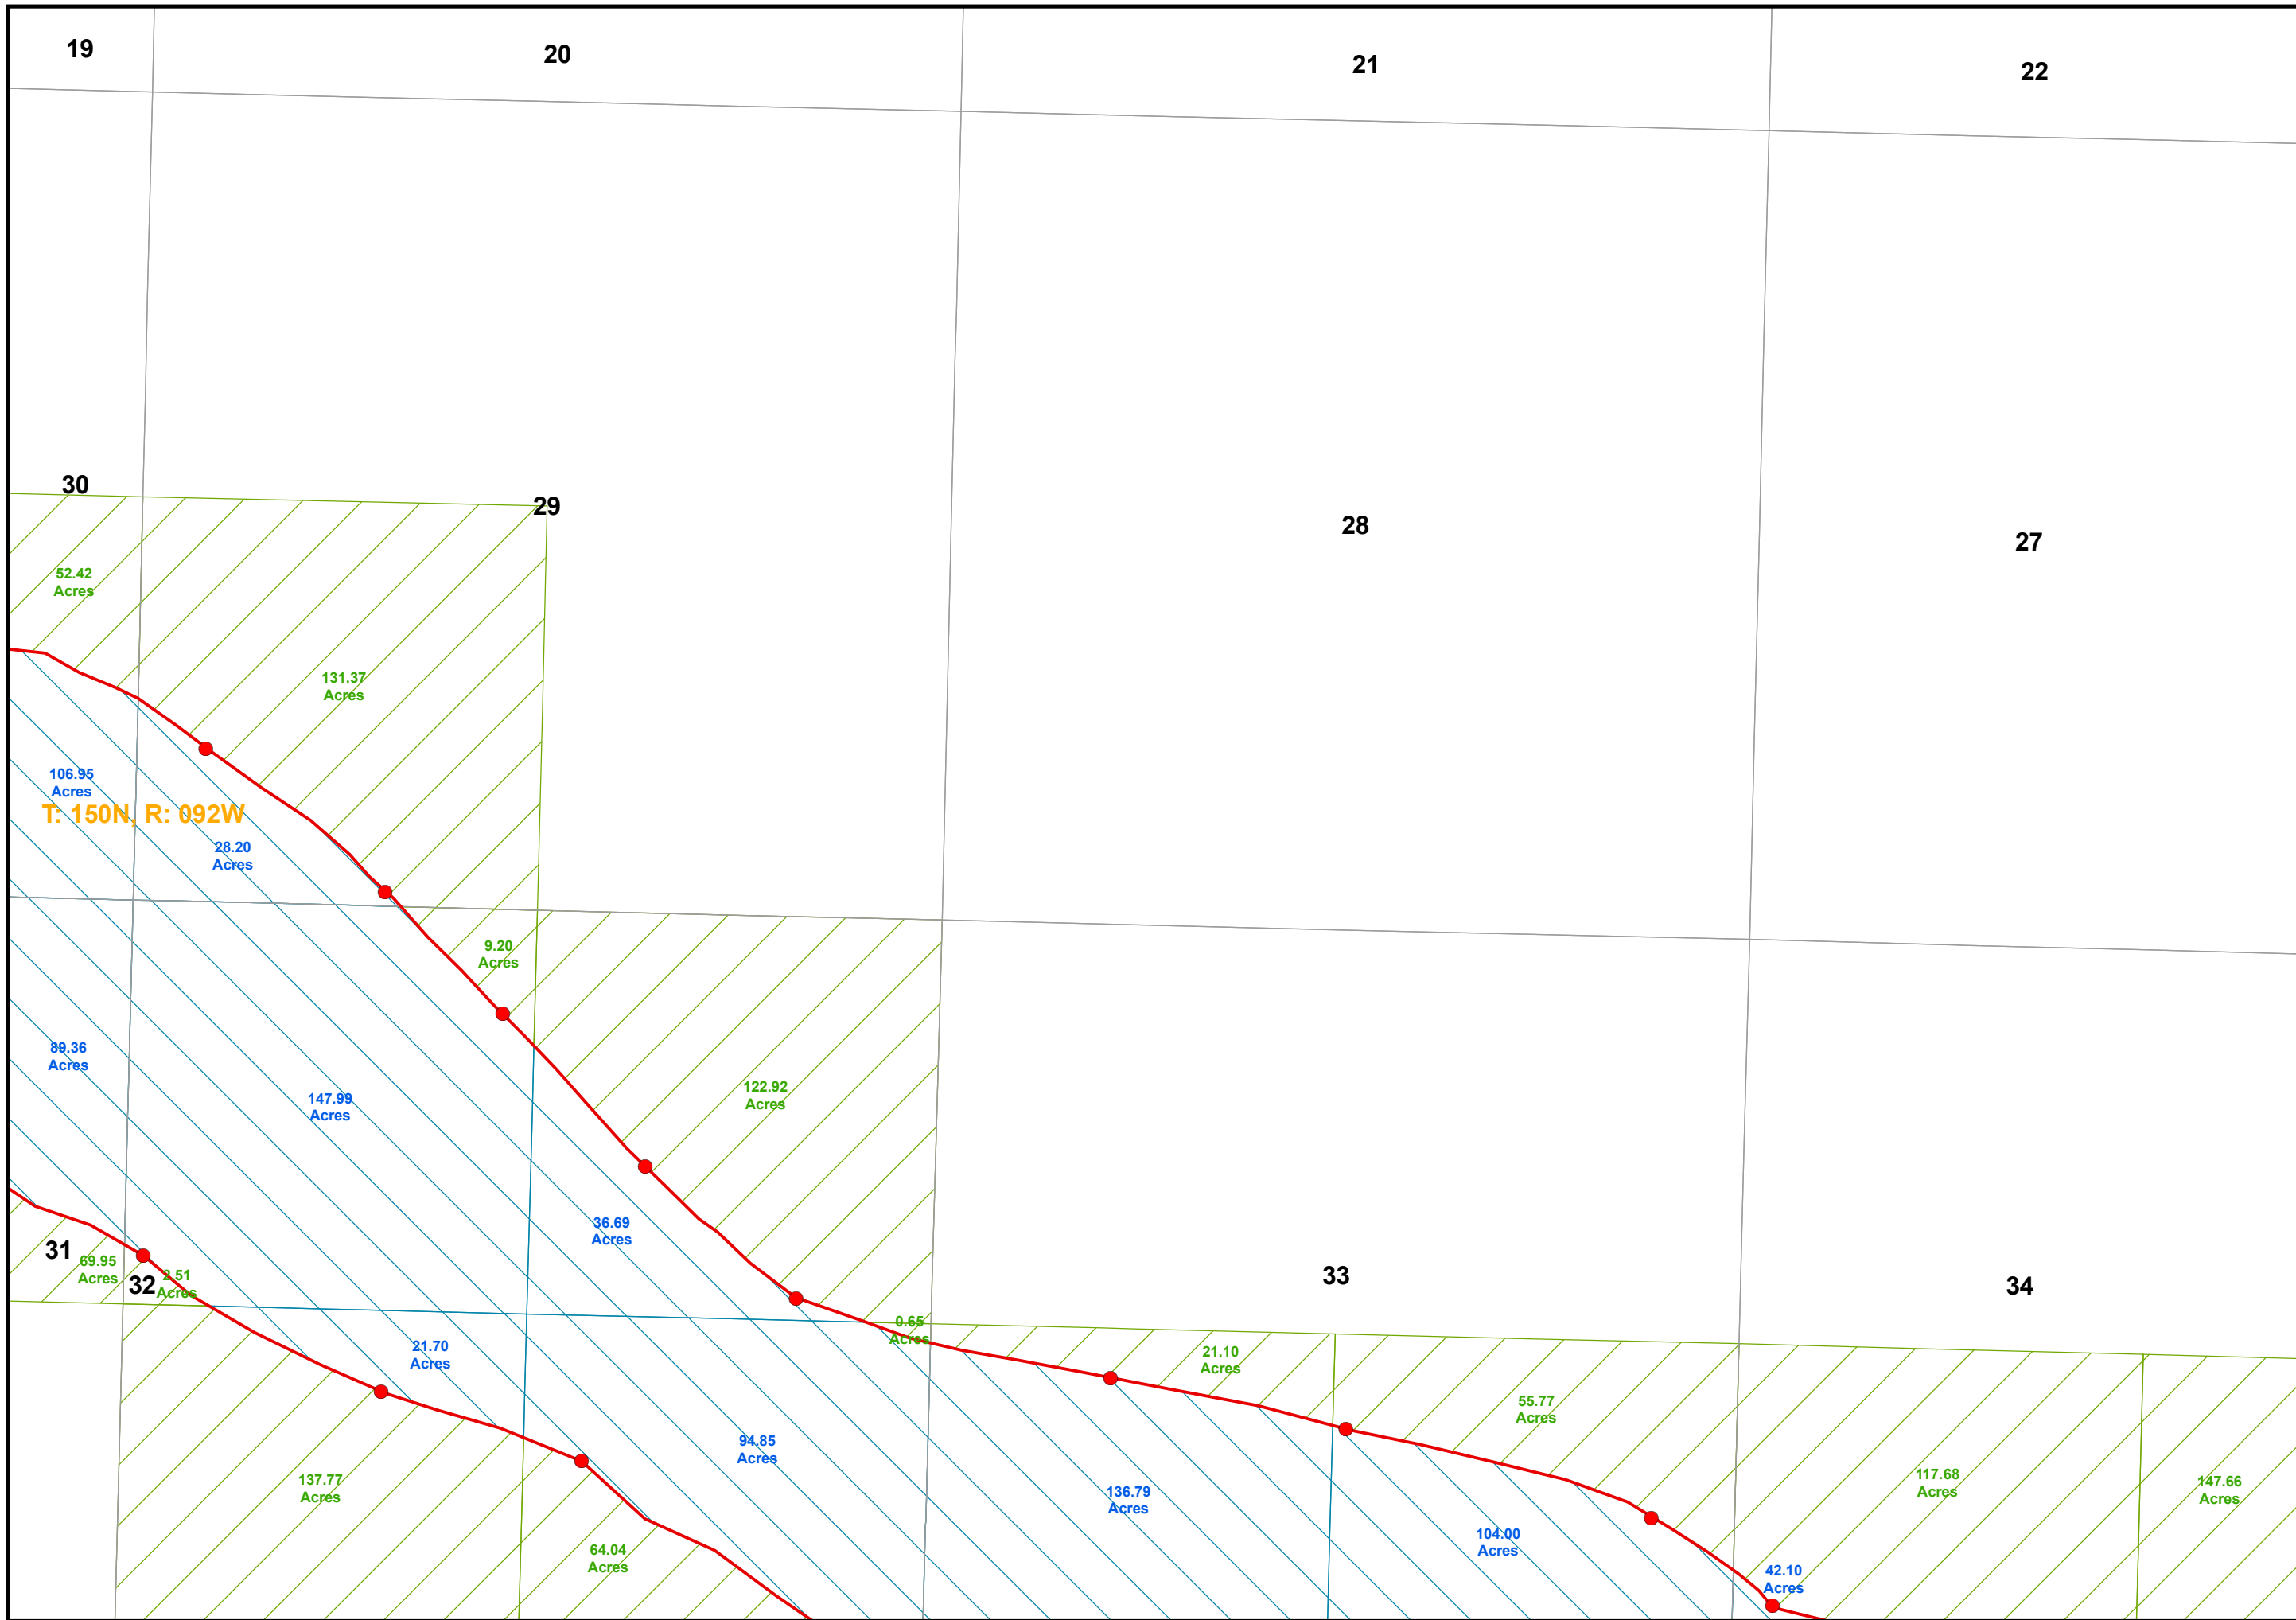 19
20
21
22
30
29
28
27
52.42
Acres
131.37
Acres
106.95
Acres
T: 150N, R: 092W
28.20
Acres
9.20
Acres
89.36
Acres
147.99
Acres
122.92
Acres
36.69
Acres
31
69.95
Acres
32
2.51
Acres
33
34
0.65
Acres
21.70
Acres
21.10
Acres
55.77
Acres
94.85
Acres
137.77
Acres
136.79
Acres
117.68
Acres
147.66
Acres
104.00
Acres
64.04
Acres
42.10
Acres